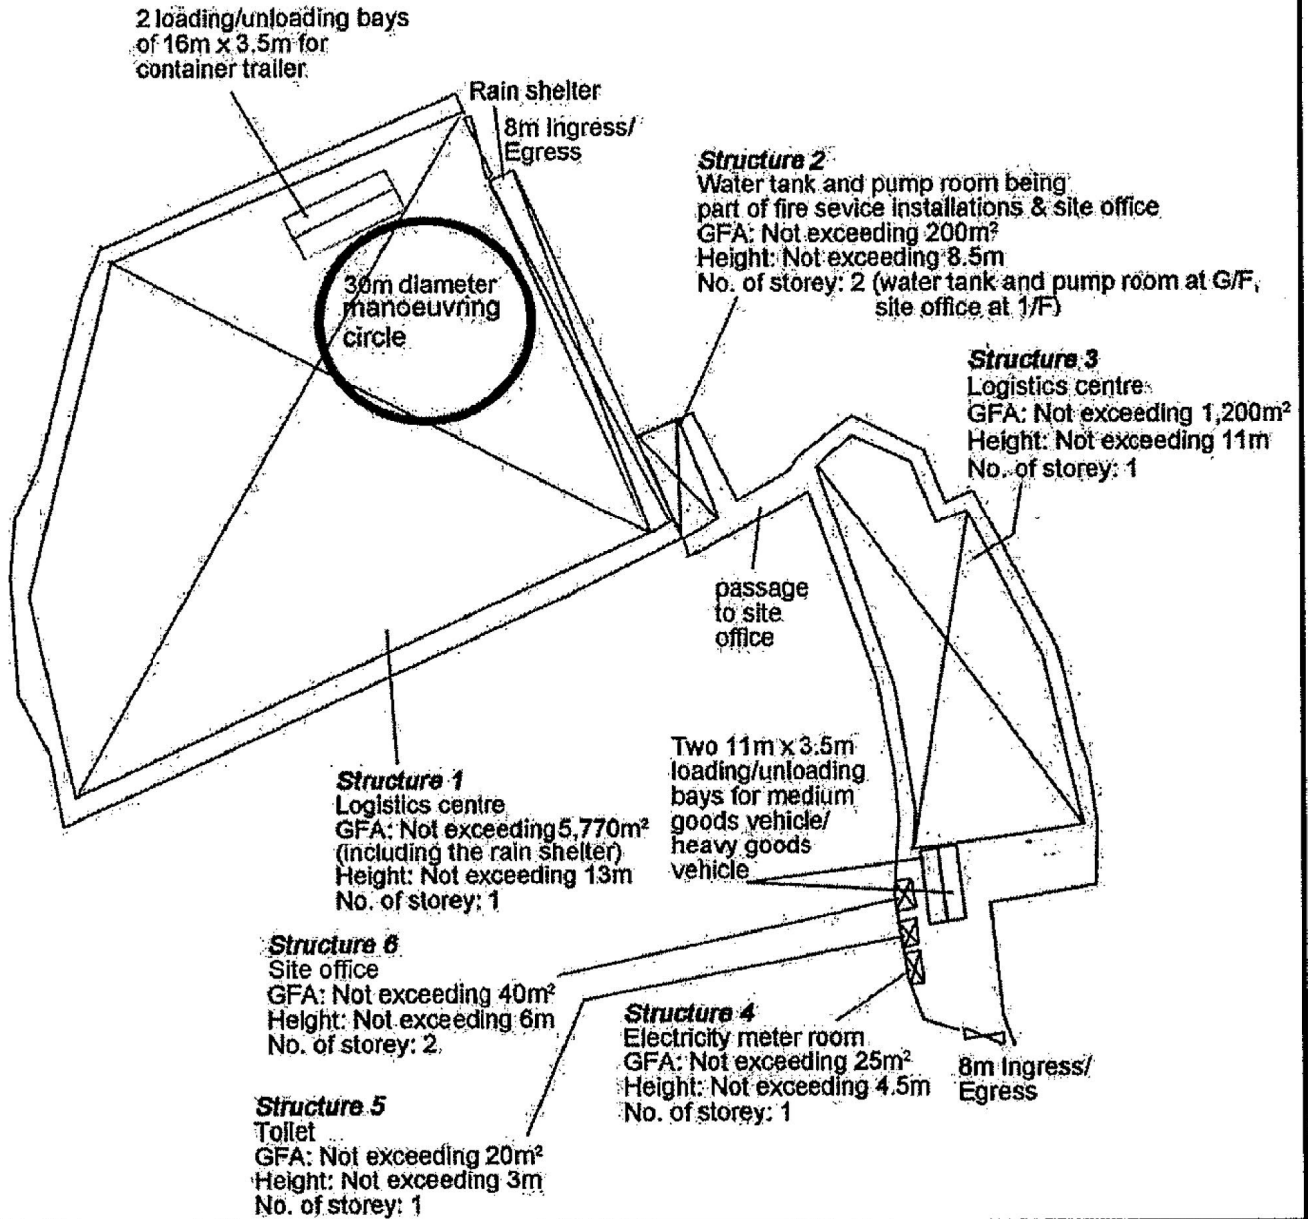 2 loading/unloading bays
of 16m x 3.5m for
container trailer
Rain shelter
8m Ingress/
Egress
Structure 2
Water tank and pump room being
part of fire sevice installations & site office
GFA: Not exceeding 200m²
Height: Not exceeding 8.5m
No. of storey: 2 (water tank and pump room at G/F,
site office at 1/F)
30m diameter
manoeuvring
circle
Structure 3
Logistics centre
GFA: Not exceeding 1,200m²
Height: Not exceeding 11m
No. of storey: 1
passage
to site
office
Two 11m x 3.5m
loading/unloading
bays for medium
goods vehicle/
heavy goods
vehicle
Structure 1
Logistics centre
GFA: Not exceeding 5,770m²
(including the rain shelter)
Height: Not exceeding 13m
No. of storey: 1
Structure 6
Site office
GFA: Not exceeding 40m²
Height: Not exceeding 6m
No. of storey: 2
Structure 4
Electricity meter room
GFA: Not exceeding 25m²
Height: Not exceeding 4.5m
No. of storey: 1
8m Ingress/
Egress
Structure 5
Toilet
GFA: Not exceeding 20m²
Height: Not exceeding 3m
No. of storey: 1